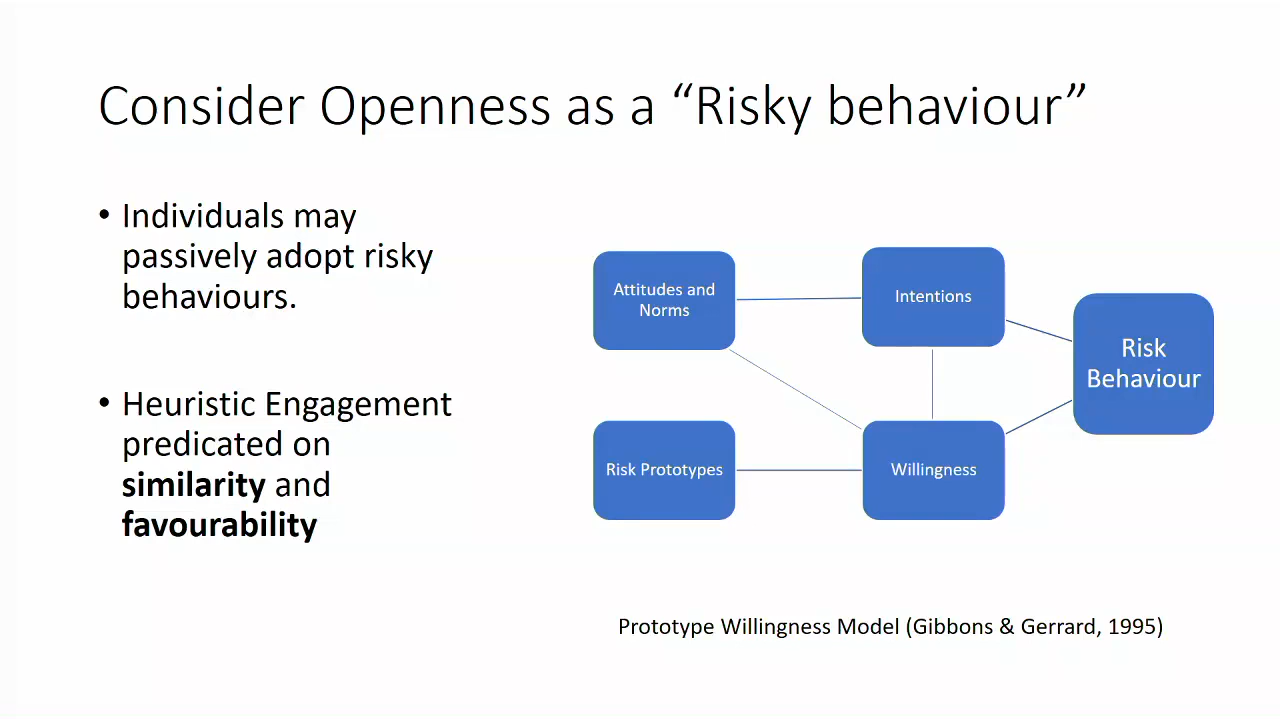 Consider Openness as a “Risky behaviour”
• Individuals may
passively adopt risky
behaviours.
• Heuristic Engagement
predicated on
similarity and
favourability
Attitudes and
Norms
Intentions
Risk
Behaviour
Risk Prototypes
Willingness
Prototype Willingness Model (Gibbons & Gerrard, 1995)